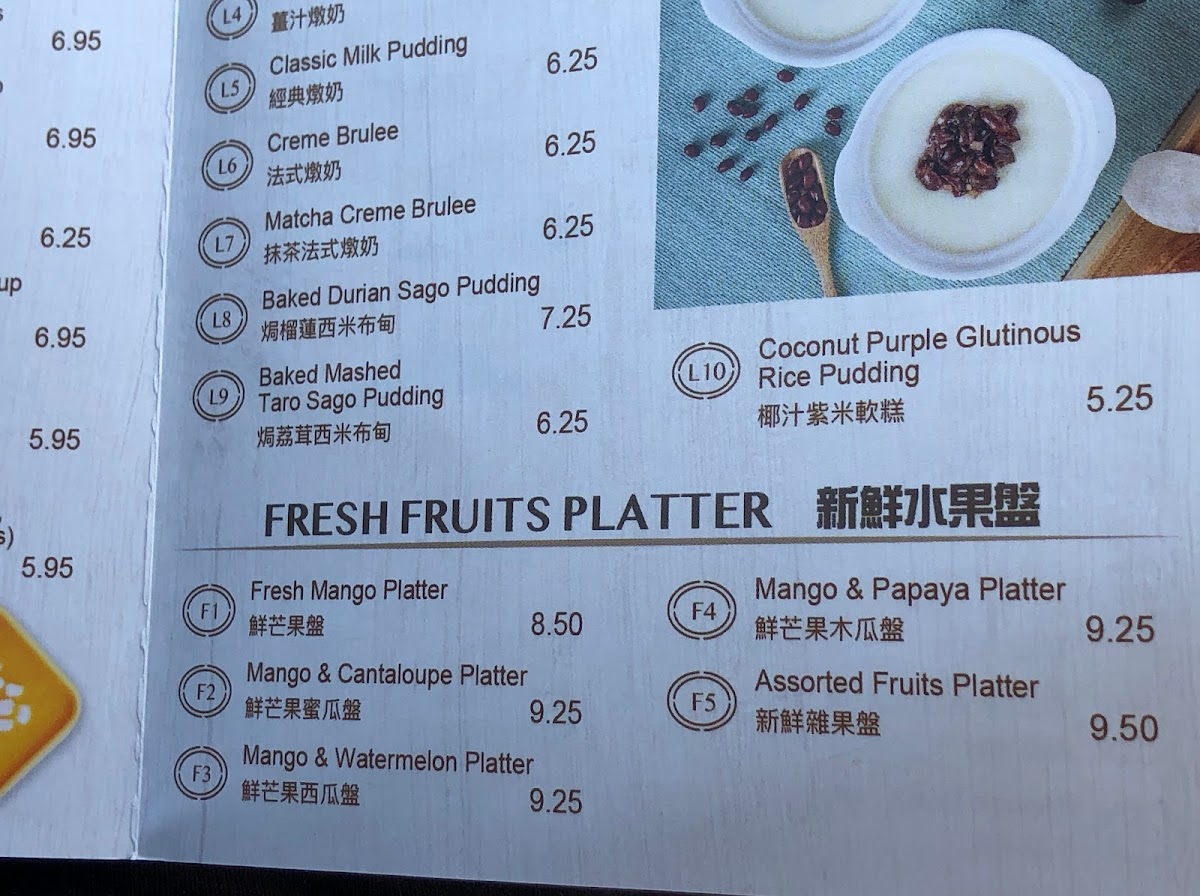 6.95
6.95
6.25
up
6.95
5.95
s)
5.95
L4
薑汁燉奶
L5
Classic Milk Pudding
6.25
經典燉奶
L6
Creme Brulee
6.25
法式燉奶
L7
Matcha Creme Brulee
6.25
抹茶法式燉奶
L8
Baked Durian Sago Pudding
7.25
焗榴蓮西米布甸
L9
Baked Mashed
Taro Sago Pudding
6.25
焗荔茸西米布甸
L10
Coconut Purple Glutinous
Rice Pudding
5.25
椰汁紫米軟糕
FRESH FRUITS PLATTER 新鮮水果盤
F1
Fresh Mango Platter
8.50
鮮芒果盤
F2
Mango & Cantaloupe Platter
9.25
鮮芒果蜜瓜盤
F3
Mango & Watermelon Platter
9.25
鮮芒果西瓜盤
F4
Mango & Papaya Platter
9.25
鮮芒果木瓜盤
F5
Assorted Fruits Platter
9.50
新鮮雜果盤